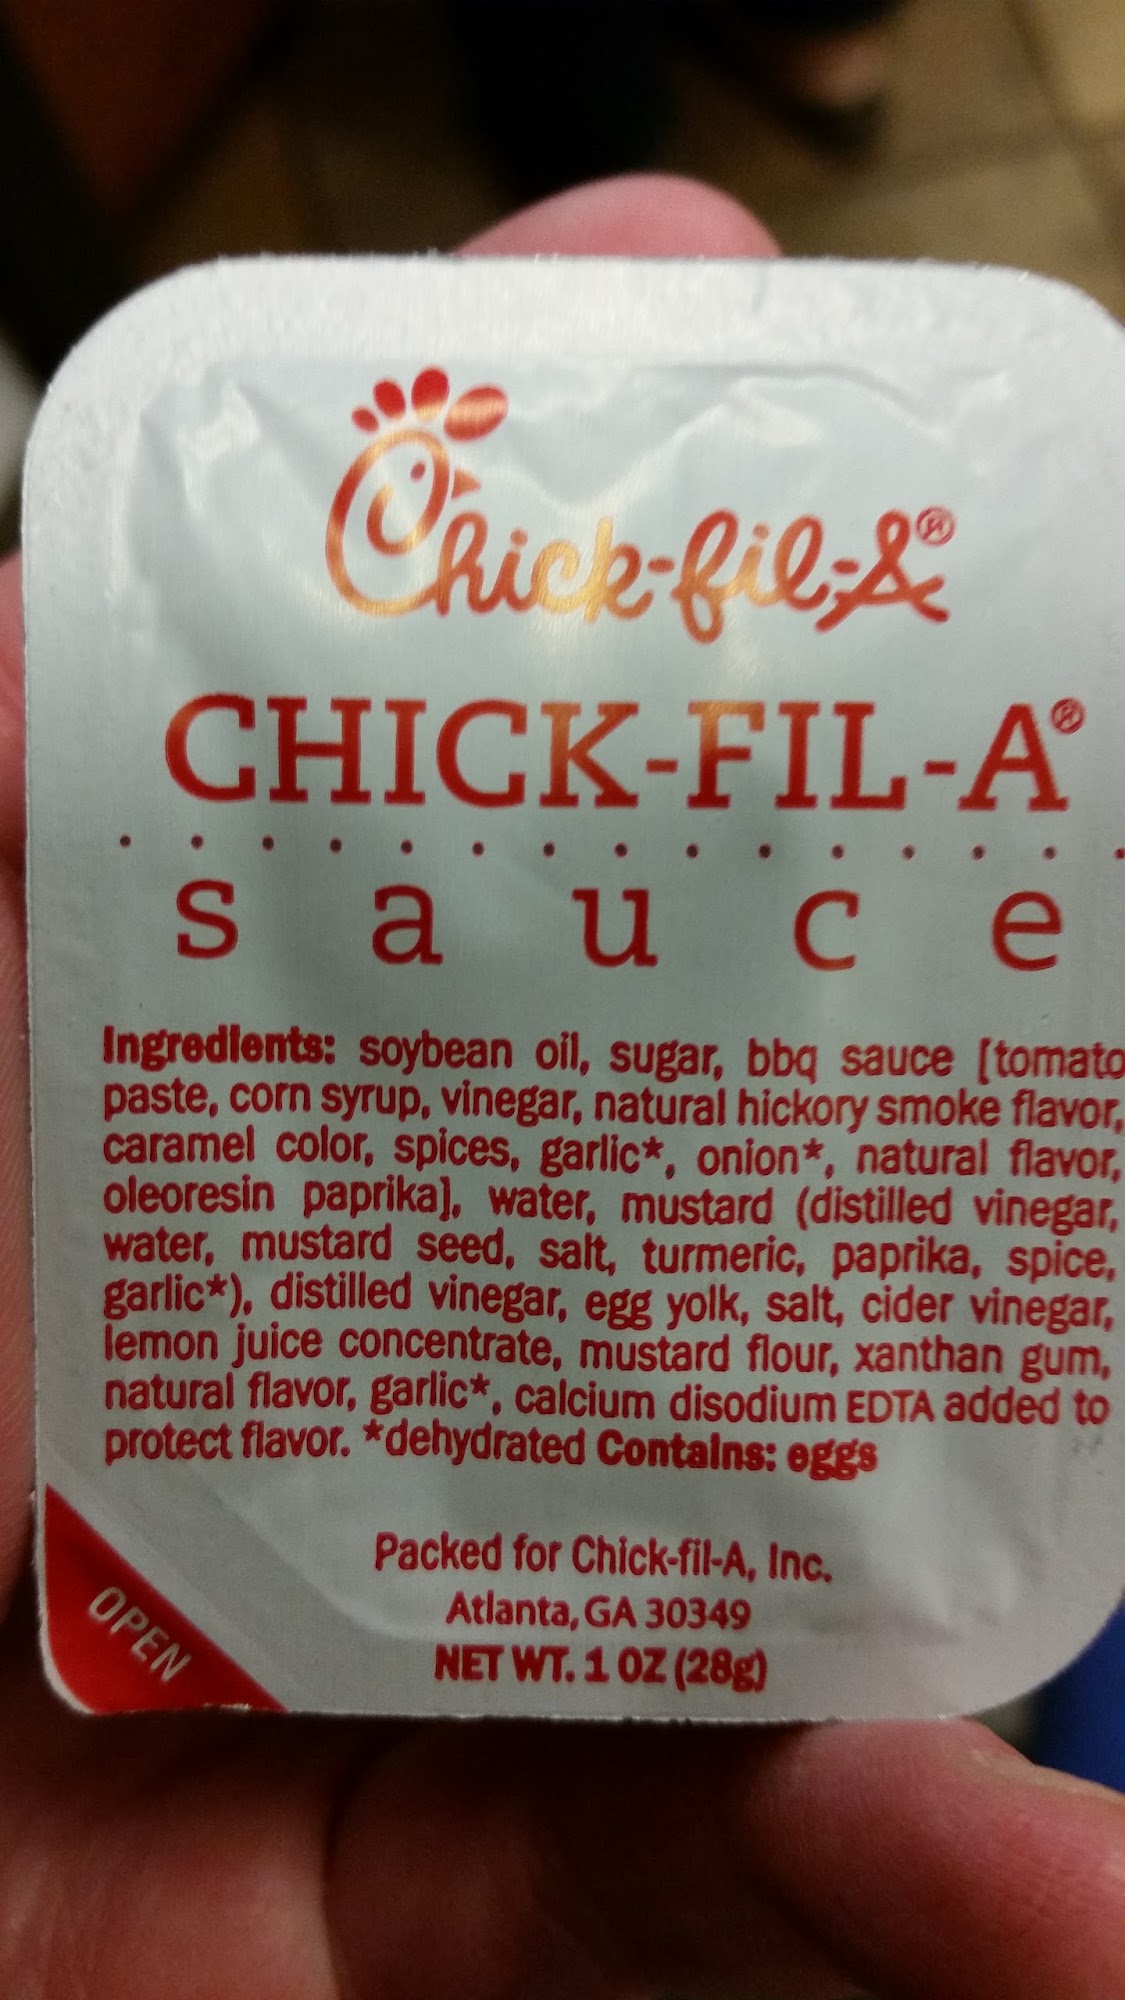 Chick-fil-A®
CHICK-FIL-A®
sauce
Ingredients: soybean oil, sugar, bbq sauce [tomato
paste, corn syrup, vinegar, natural hickory smoke flavor,
caramel color, spices, garlic*, onion*, natural flavor,
oleoresin paprika], water, mustard (distilled vinegar,
water, mustard seed, salt, turmeric, paprika, spice,
garlic*), distilled vinegar, egg yolk, salt, cider vinegar,
lemon juice concentrate, mustard flour, xanthan gum,
natural flavor, garlic*, calcium disodium EDTA added to
protect flavor. *dehydrated Contains: eggs
Packed for Chick-fil-A, Inc.
Atlanta, GA 30349
NET WT. 1 OZ (28g)
OPEN